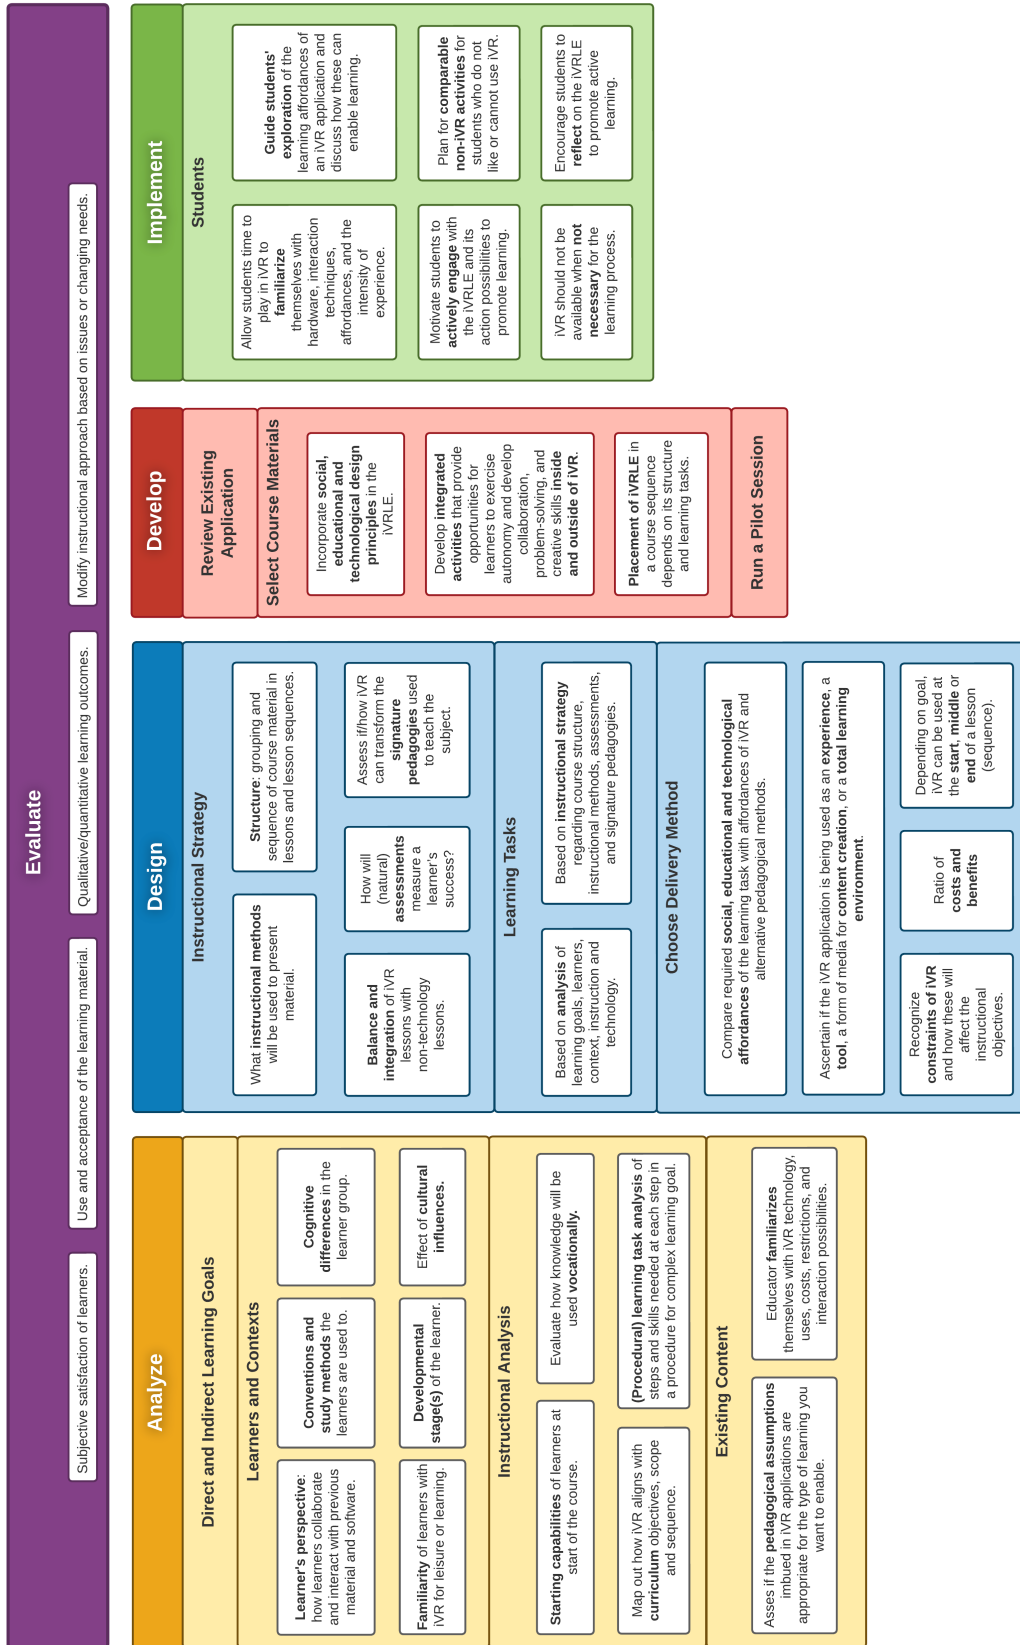 Evaluate
Subjective satisfaction of learners.
Use and acceptance of the learning material.
Qualitative/quantitative learning outcomes.
Modify instructional approach based on issues or changing needs.
Analyze
Direct and Indirect Learning Goals
Learners and Contexts
Learner's perspective:
how learners collaborate
and interact with previous
material and software.
Conventions and
study methods the
learners are used to.
Cognitive
differences in the
learner group.
Familiarity of learners with
iVR for leisure or learning.
Developmental
stage(s) of the learner.
Effect of cultural
influences.
Instructional Analysis
Starting capabilities of learners at
start of the course.
Evaluate how knowledge will be
used vocationally.
Map out how iVR aligns with
curriculum objectives, scope
and sequence.
(Procedural) learning task analysis of
steps and skills needed at each step in
a procedure for complex learning goal.
Existing Content
Asses if the pedagogical assumptions
imbued in iVR applications are
appropriate for the type of learning you
want to enable.
Educator familiarizes
themselves with iVR technology,
uses, costs, restrictions, and
interaction possibilities.
Design
Instructional Strategy
What instructional methods
will be used to present
material.
Structure: grouping and
sequence of course material in
lessons and lesson sequences.
Balance and
integration of iVR
lessons with
non-technology
lessons.
How will
(natural)
assessments
measure a
learner's
success?
Assess if/how iVR
can transform the
signature
pedagogies used
to teach the
subject.
Learning Tasks
Based on analysis of
learning goals, learners,
context, instruction and
technology.
Based on instructional strategy
regarding course structure,
instructional methods, assessments,
and signature pedagogies.
Choose Delivery Method
Compare required social, educational and technological
affordances of the learning task with affordances of iVR and
alternative pedagogical methods.
Ascertain if the iVR application is being used as an experience, a
tool, a form of media for content creation, or a total learning
environment.
Recognize
constraints of iVR
and how these will
affect the
instructional
objectives.
Ratio of
costs and
benefits
Depending on goal,
iVR can be used at
the start, middle or
end of a lesson
(sequence).
Develop
Review Existing
Application
Select Course Materials
Incorporate social,
educational and
technological design
principles in the
iVRLE.
Develop integrated
activities that provide
opportunities for
learners to exercise
autonomy and develop
collaboration,
problem-solving, and
creative skills inside
and outside of iVR.
Placement of iVRLE in
a course sequence
depends on its structure
and learning tasks.
Run a Pilot Session
Implement
Students
Allow students time to
play in iVR to
familiarize
themselves with
hardware, interaction
techniques,
affordances, and the
intensity of
experience.
Guide students'
exploration of the
learning affordances of
an iVR application and
discuss how these can
enable learning.
Motivate students to
actively engage with
the iVRLE and its
action possibilities to
promote learning.
Plan for comparable
non-iVR activities for
students who do not
like or cannot use iVR.
iVR should not be
available when not
necessary for the
learning process.
Encourage students to
reflect on the iVRLE
to promote active
learning.